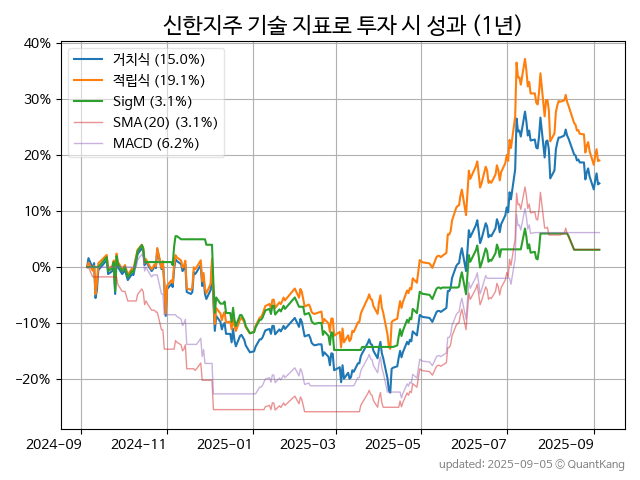 신한지주 기술 지표로 투자 시 성과 (1년)
거치식 (15.0%)
적립식 (19.1%)
SigM (3.1%)
SMA(20) (3.1%)
MACD (6.2%)
40%
30%
20%
10%
0%
−10%
−20%
2024-09 2024-11 2025-01 2025-03 2025-05 2025-07 2025-09
updated: 2025-09-05 © QuantKang